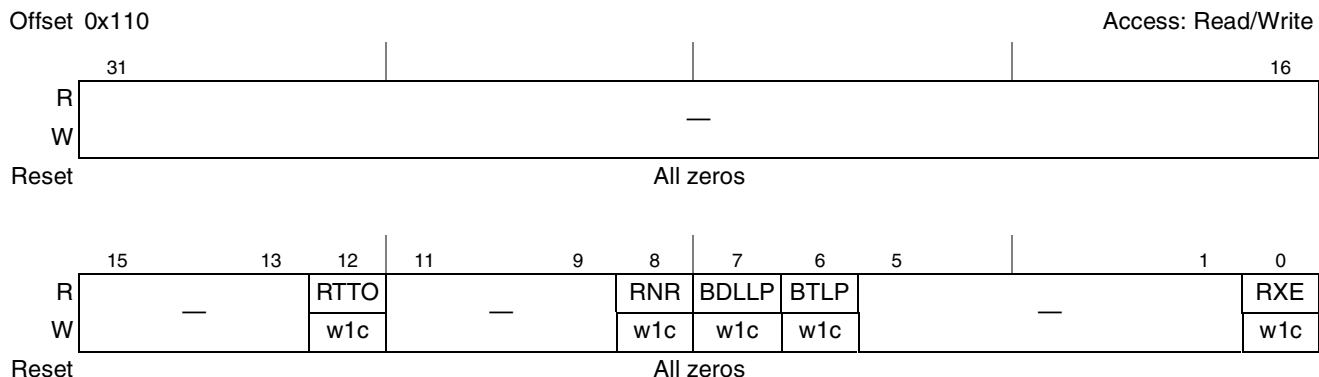 Offset 0x110 Access: Read/Write
31 16
R
—
W
Reset All zeros
15 13 12 11 9 8 7 6 5 1 0
R — RTTO — RNR BDLLP BTLP — RXE
W w1c w1c w1c w1c w1c
Reset All zeros